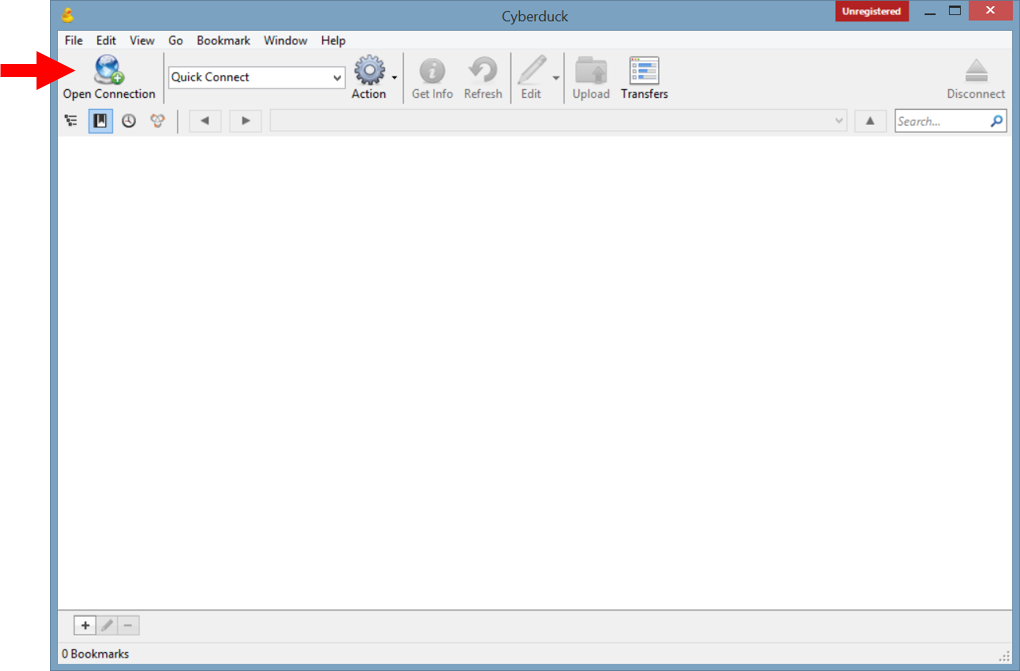 Cyberduck
Unregistered
File Edit View Go Bookmark Window Help
Open Connection
Quick Connect
Action
Get Info
Refresh
Edit
Upload
Transfers
Disconnect
Search...
0 Bookmarks